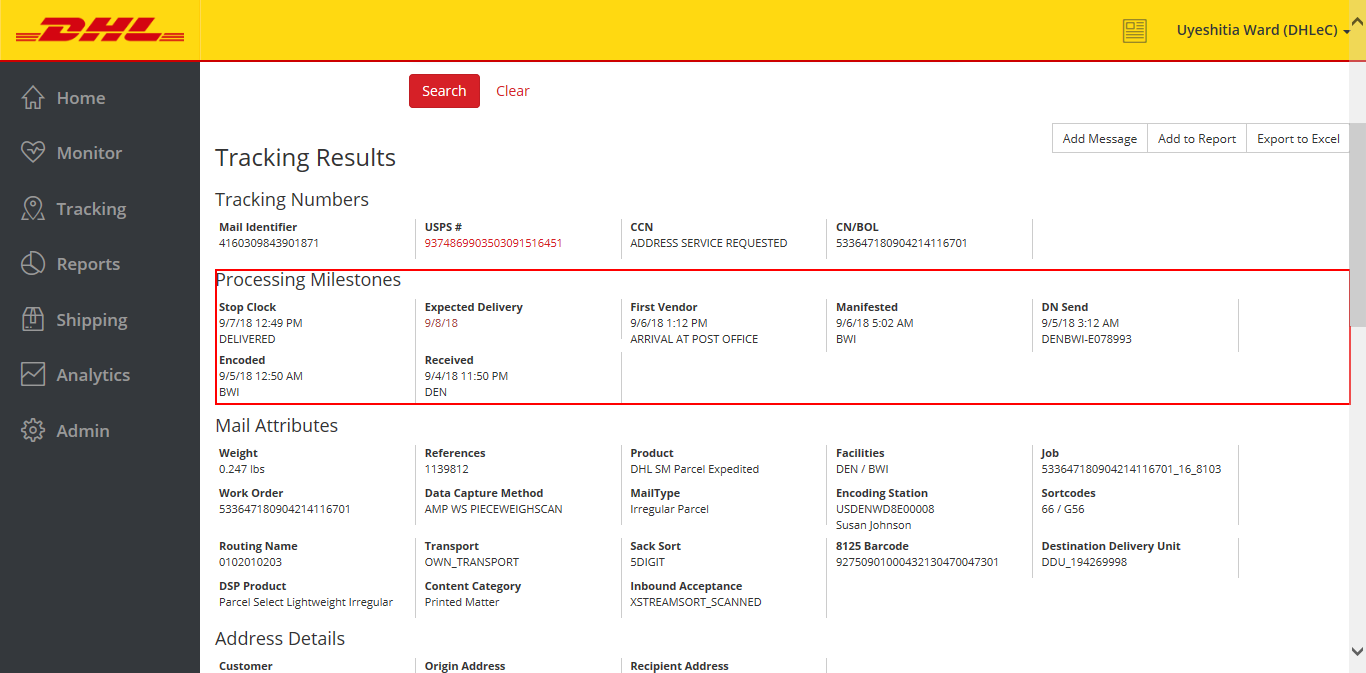 DHL
Uyeshitia Ward (DHLeC)
Home
Monitor
Tracking
Reports
Shipping
Analytics
Admin
Search Clear
Add Message Add to Report Export to Excel
Tracking Results
Tracking Numbers
Mail Identifier USPS # CCN CN/BOL
4160309843901871 9374869903503091516451 ADDRESS SERVICE REQUESTED 533647180904214116701
Processing Milestones
Stop Clock Expected Delivery First Vendor Manifested DN Send
9/7/18 12:49 PM 9/8/18 9/6/18 1:12 PM 9/6/18 5:02 AM 9/5/18 3:12 AM
DELIVERED ARRIVAL AT POST OFFICE BWI DENBWI-E078993
Encoded Received
9/5/18 12:50 AM 9/4/18 11:50 PM
BWI DEN
Mail Attributes
Weight References Product Facilities Job
0.247 lbs 1139812 DHL SM Parcel Expedited DEN / BWI 533647180904214116701_16_8103
Work Order Data Capture Method MailType Encoding Station Sortcodes
533647180904214116701 AMP WS PIECEWEIGHSCAN Irregular Parcel USDENWD8E00008 66 / G56
Susan Johnson
Routing Name Transport Sack Sort 8125 Barcode Destination Delivery Unit
0102010203 OWN_TRANSPORT 5DIGIT 92750901000432130470047301 DDU_194269998
DSP Product Content Category Inbound Acceptance
Parcel Select Lightweight Irregular Printed Matter XSTREAMSORT_SCANNED
Address Details
Customer Origin Address Recipient Address